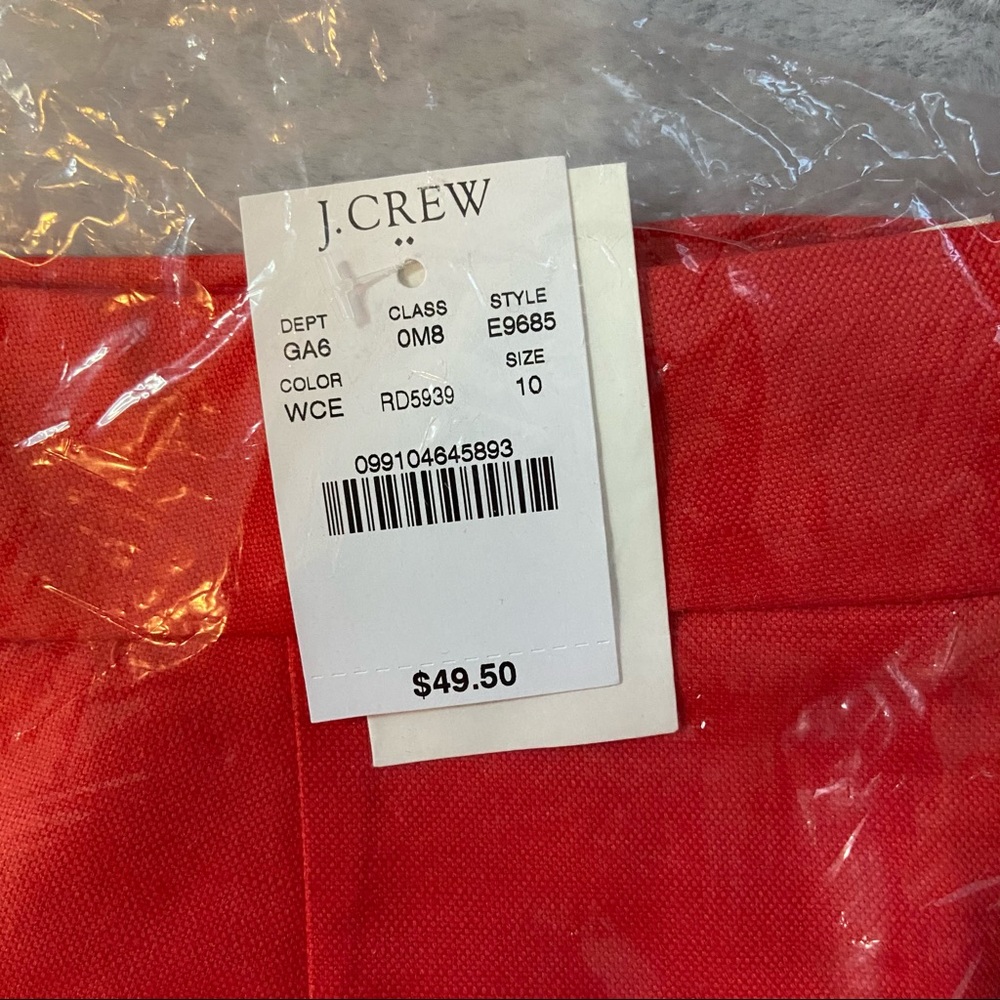 J.CREW
DEPT CLASS STYLE
GA6 0M8 E9685
COLOR SIZE
WCE RD5939 10
099104645893
$49.50